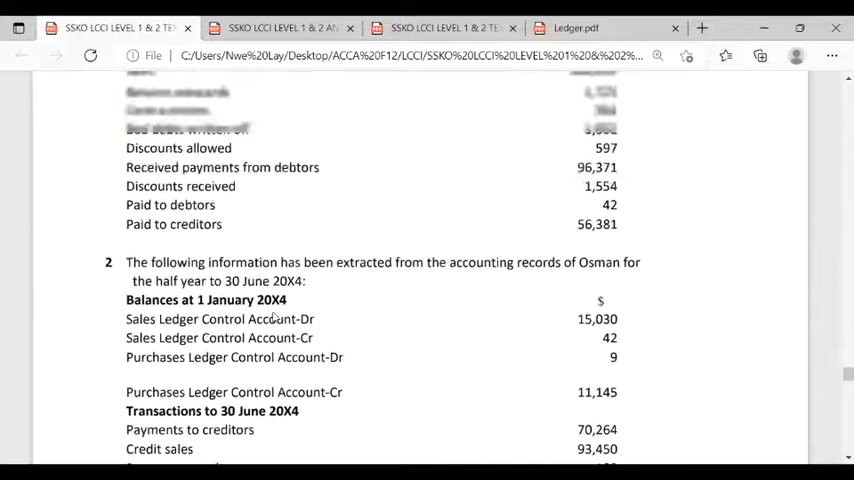 SSKO LCCI LEVEL 1 & 2 TEX
SSKO LCCI LEVEL 1 & 2 AN
SSKO LCCI LEVEL 1 & 2 TEX
Ledger.pdf
File
C:/Users/Nwe%20Lay/Desktop/ACCA%20F12/LCCI/SSKO%20LCCI%20LEVEL%201%20&%202%...
Bad debts written off
Discounts allowed 597
Received payments from debtors 96,371
Discounts received 1,554
Paid to debtors 42
Paid to creditors 56,381
2 The following information has been extracted from the accounting records of Osman for
the half year to 30 June 20X4:
Balances at 1 January 20X4 $
Sales Ledger Control Account-Dr 15,030
Sales Ledger Control Account-Cr 42
Purchases Ledger Control Account-Dr 9
Purchases Ledger Control Account-Cr 11,145
Transactions to 30 June 20X4
Payments to creditors 70,264
Credit sales 93,450